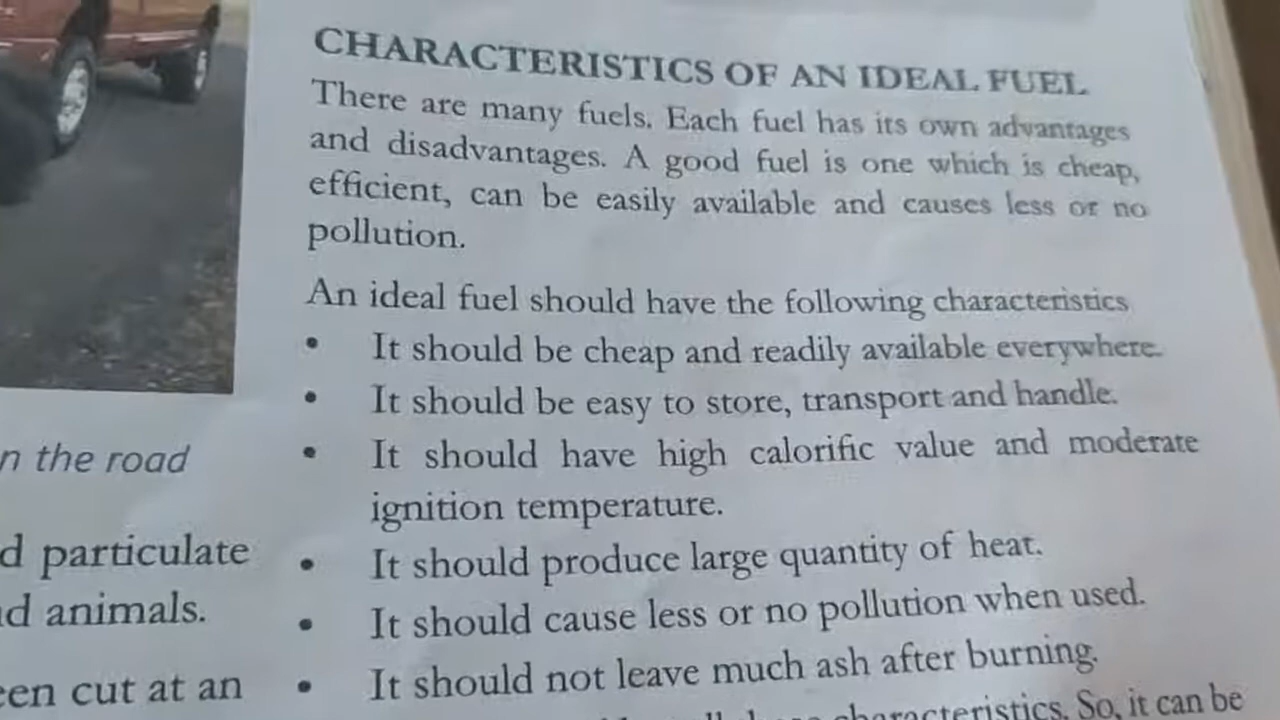 CHARACTERISTICS OF AN IDEAL FUEL
There are many fuels. Each fuel has its own advantages
and disadvantages. A good fuel is one which is cheap,
efficient, can be easily available and causes less or no
pollution.
An ideal fuel should have the following characteristics
• It should be cheap and readily available everywhere.
• It should be easy to store, transport and handle.
• It should have high calorific value and moderate
ignition temperature.
• It should produce large quantity of heat.
• It should cause less or no pollution when used.
• It should not leave much ash after burning.
characteristics. So, it can be
n the road
d particulate
d animals.
een cut at an